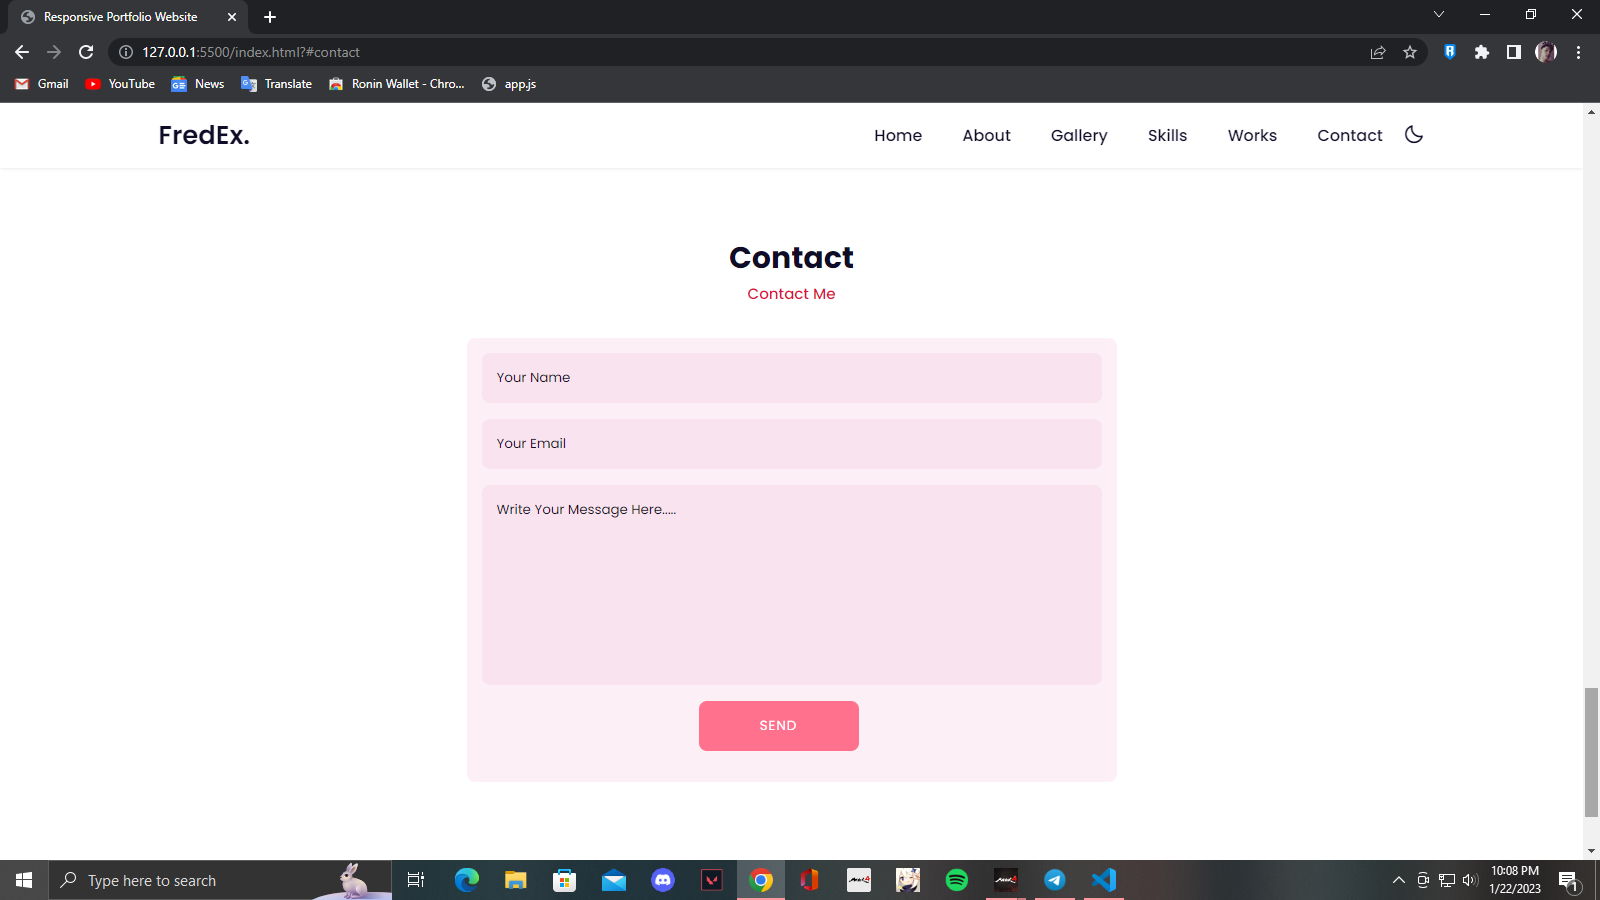 Responsive Portfolio Website
127.0.0.1:5500/index.html?#contact
Gmail YouTube News Translate Ronin Wallet - Chro... app.js
FredEx. Home About Gallery Skills Works Contact
Contact
Contact Me
Your Name
Your Email
Write Your Message Here.....
SEND
Type here to search
10:08 PM
1/22/2023
1